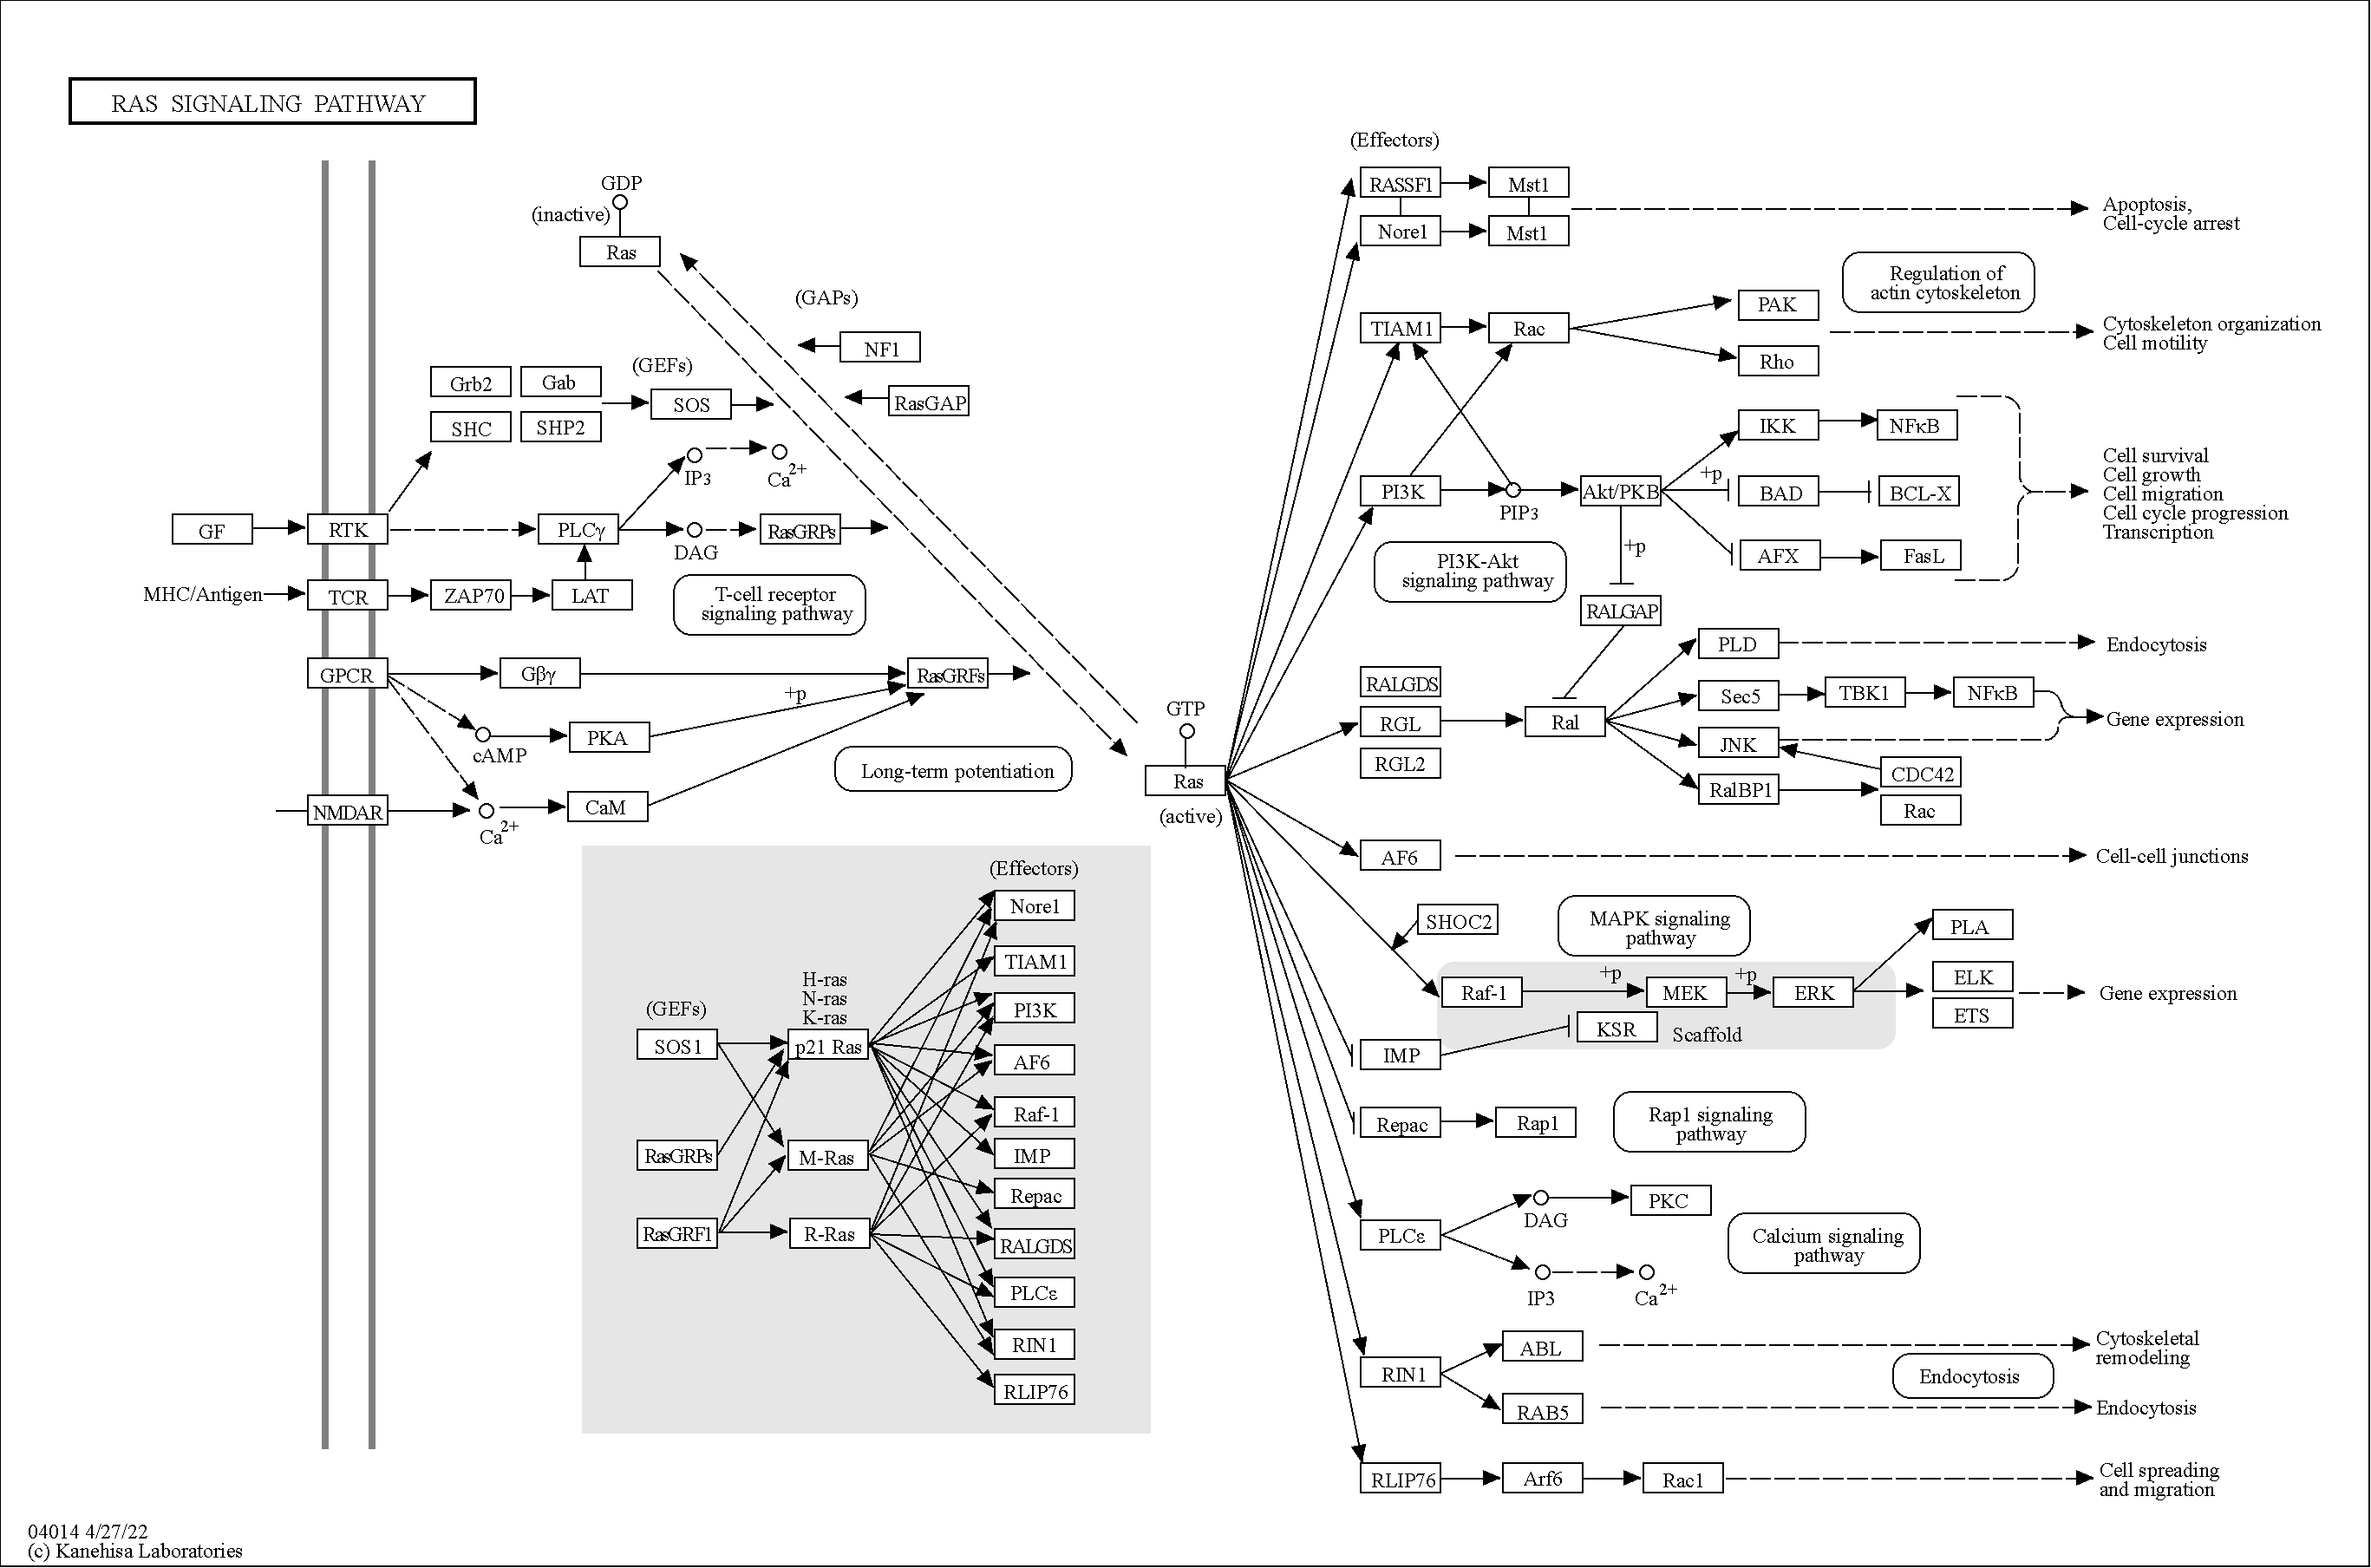 RAS SIGNALING PATHWAY
GDP
(inactive)
Ras
(GAPs)
NF1
RasGAP
(GEFs)
Grb2
Gab
SHC
SHP2
SOS
IP3
Ca2+
GF
RTK
PLCγ
DAG
RasGRPs
MHC/Antigen
TCR
ZAP70
LAT
T-cell receptor
signaling pathway
GPCR
Gβγ
RasGRFs
+p
cAMP
PKA
Long-term potentiation
NMDAR
Ca2+
CaM
GTP
Ras
(active)
(Effectors)
Nore1
TIAM1
H-ras
N-ras
K-ras
PI3K
(GEFs)
SOS1
p21 Ras
AF6
Raf-1
RasGRPs
M-Ras
IMP
Repac
RasGRF1
R-Ras
RALGDS
PLCε
RIN1
RLIP76
(Effectors)
RASSF1
Mst1
Nore1
Mst1
Apoptosis,
Cell-cycle arrest
Regulation of
actin cytoskeleton
TIAM1
Rac
PAK
Rho
Cytoskeleton organization
Cell motility
IKK
NFκB
PI3K
PIP3
Akt/PKB
+p
BAD
BCL-X
Cell survival
Cell growth
Cell migration
Cell cycle progression
Transcription
PI3K-Akt
signaling pathway
+p
AFX
FasL
RALGAP
RALGDS
RGL
RGL2
Ral
PLD
Endocytosis
Sec5
TBK1
NFκB
Gene expression
JNK
CDC42
RalBP1
Rac
AF6
Cell-cell junctions
SHOC2
MAPK signaling
pathway
PLA
Raf-1
+p
MEK
+p
ERK
ELK
ETS
Gene expression
KSR
Scaffold
IMP
Repac
Rap1
Rap1 signaling
pathway
PLCε
DAG
PKC
IP3
Ca2+
Calcium signaling
pathway
RIN1
ABL
Cytoskeletal
remodeling
Endocytosis
RAB5
Endocytosis
RLIP76
Arf6
Rac1
Cell spreading
and migration
04014 4/27/22
(c) Kanehisa Laboratories